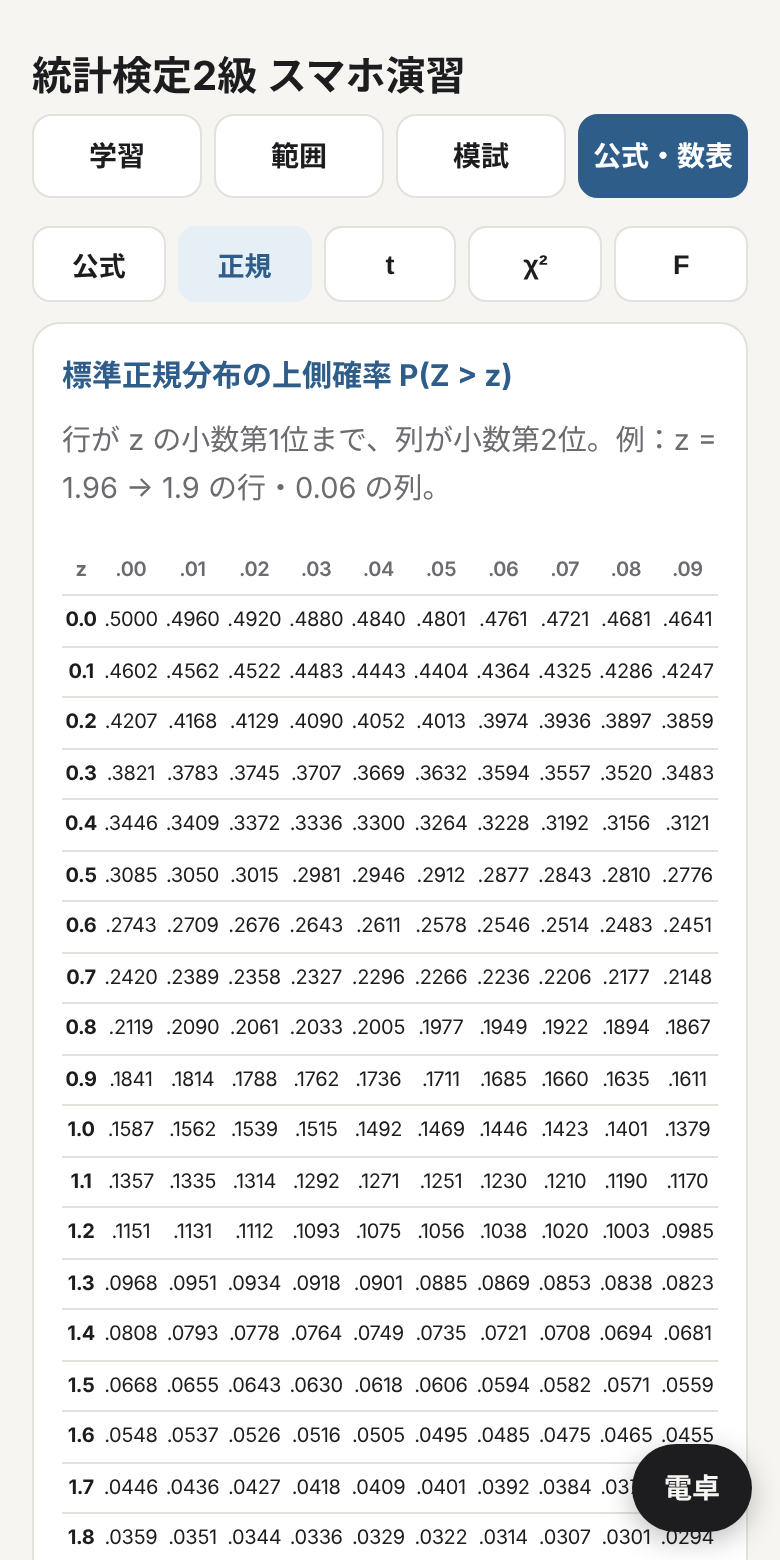 統計検定2級 スマホ演習
学習 範囲 模試 公式・数表
公式 正規 t χ² F
標準正規分布の上側確率 P(Z > z)
行が z の小数第1位まで、列が小数第2位。例：z =
1.96 → 1.9 の行・0.06 の列。
z .00 .01 .02 .03 .04 .05 .06 .07 .08 .09
0.0 .5000 .4960 .4920 .4880 .4840 .4801 .4761 .4721 .4681 .4641
0.1 .4602 .4562 .4522 .4483 .4443 .4404 .4364 .4325 .4286 .4247
0.2 .4207 .4168 .4129 .4090 .4052 .4013 .3974 .3936 .3897 .3859
0.3 .3821 .3783 .3745 .3707 .3669 .3632 .3594 .3557 .3520 .3483
0.4 .3446 .3409 .3372 .3336 .3300 .3264 .3228 .3192 .3156 .3121
0.5 .3085 .3050 .3015 .2981 .2946 .2912 .2877 .2843 .2810 .2776
0.6 .2743 .2709 .2676 .2643 .2611 .2578 .2546 .2514 .2483 .2451
0.7 .2420 .2389 .2358 .2327 .2296 .2266 .2236 .2206 .2177 .2148
0.8 .2119 .2090 .2061 .2033 .2005 .1977 .1949 .1922 .1894 .1867
0.9 .1841 .1814 .1788 .1762 .1736 .1711 .1685 .1660 .1635 .1611
1.0 .1587 .1562 .1539 .1515 .1492 .1469 .1446 .1423 .1401 .1379
1.1 .1357 .1335 .1314 .1292 .1271 .1251 .1230 .1210 .1190 .1170
1.2 .1151 .1131 .1112 .1093 .1075 .1056 .1038 .1020 .1003 .0985
1.3 .0968 .0951 .0934 .0918 .0901 .0885 .0869 .0853 .0838 .0823
1.4 .0808 .0793 .0778 .0764 .0749 .0735 .0721 .0708 .0694 .0681
1.5 .0668 .0655 .0643 .0630 .0618 .0606 .0594 .0582 .0571 .0559
1.6 .0548 .0537 .0526 .0516 .0505 .0495 .0485 .0475 .0465 .0455
1.7 .0446 .0436 .0427 .0418 .0409 .0401 .0392 .0384
電卓
1.8 .0359 .0351 .0344 .0336 .0329 .0322 .0314 .0307 .0301 .0294